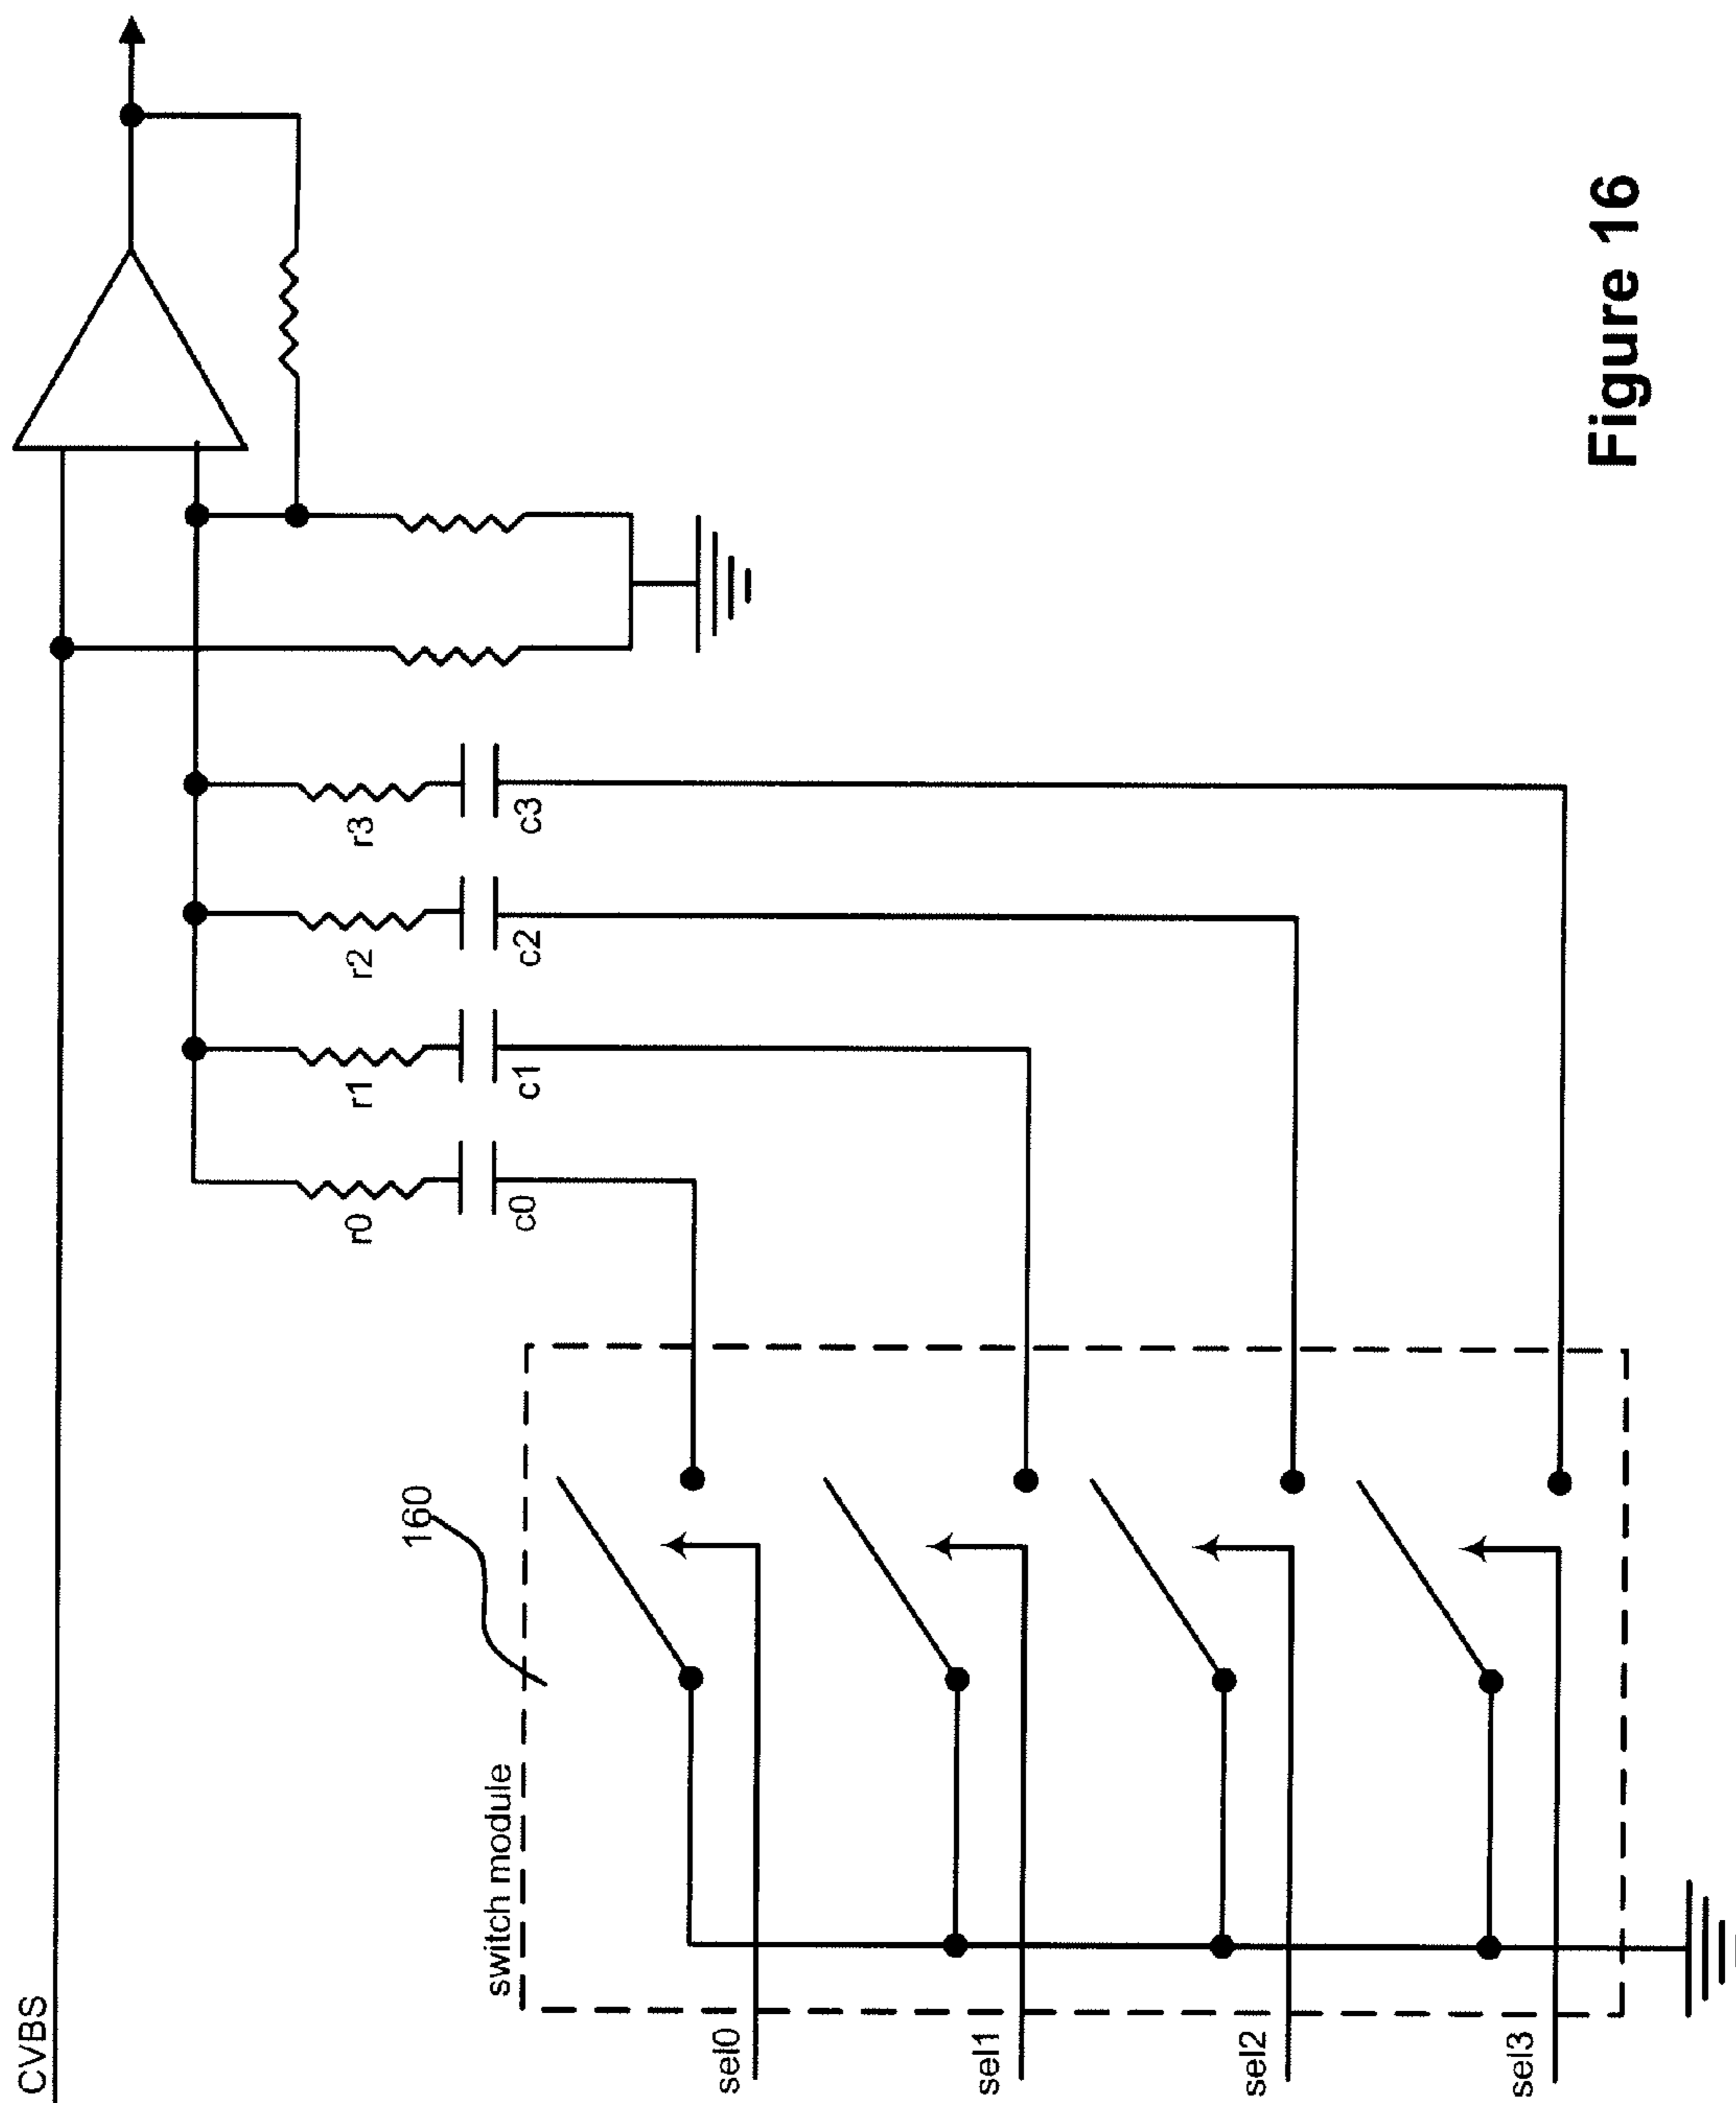 CVBS
r0
r1
r2
r3
c0
c1
c2
c3
160
switch module
sel0
sel1
sel2
sel3
Figure 16